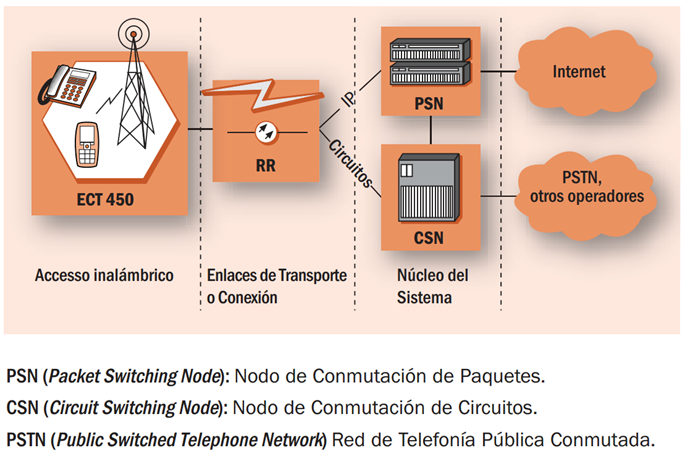 ECT 450
RR
IP
Circuitos
PSN
CSN
Internet
PSTN,
otros operadores
Accesso inalámbrico
Enlaces de Transporte
o Conexión
Núcleo del
Sistema
PSN (Packet Switching Node): Nodo de Conmutación de Paquetes.
CSN (Circuit Switching Node): Nodo de Conmutación de Circuitos.
PSTN (Public Switched Telephone Network) Red de Telefonía Pública Conmutada.